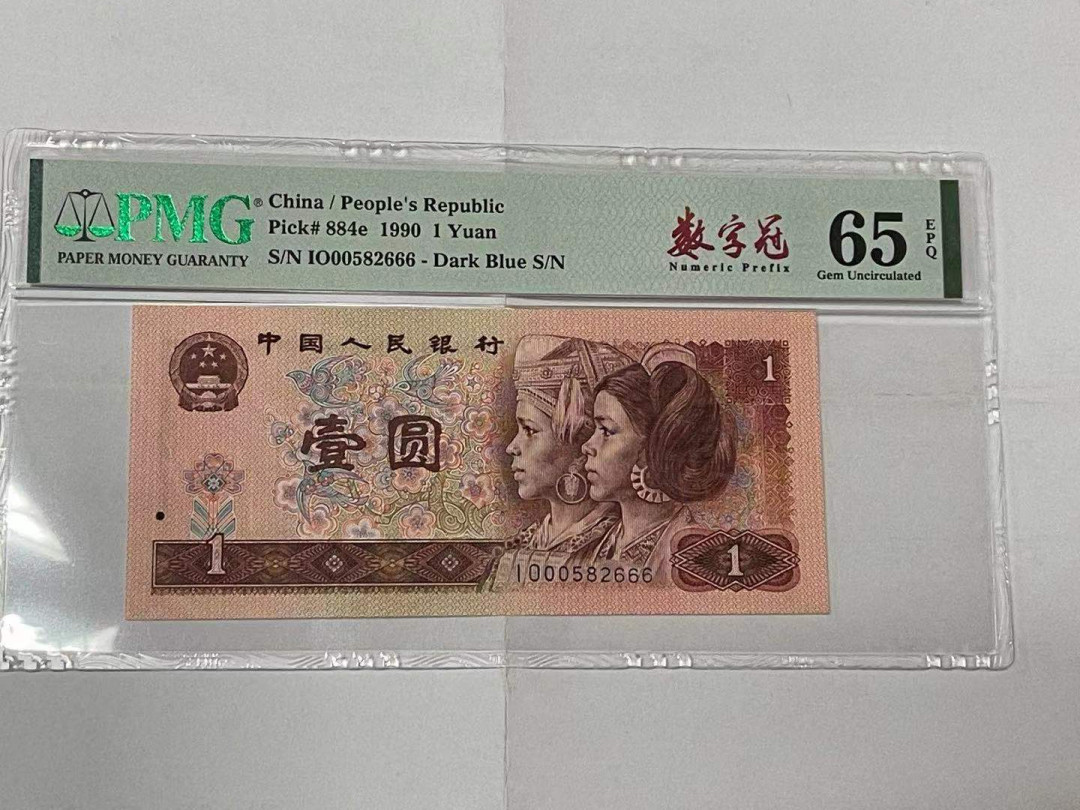 PMG®
PAPER MONEY GUARANTY
China / People's Republic
Pick# 884e 1990 1 Yuan
S/N IO00582666 - Dark Blue S/N
数字冠
Numeric Prefix
65
EPQ
Gem Uncirculated
中国人民银行
1
壹圆
1
IO00582666
1